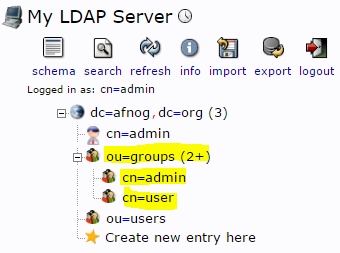 My LDAP Server
schema search refresh info import export logout
Logged in as: cn=admin
dc=afnog,dc=org (3)
cn=admin
ou=groups (2+)
cn=admin
cn=user
ou=users
Create new entry here